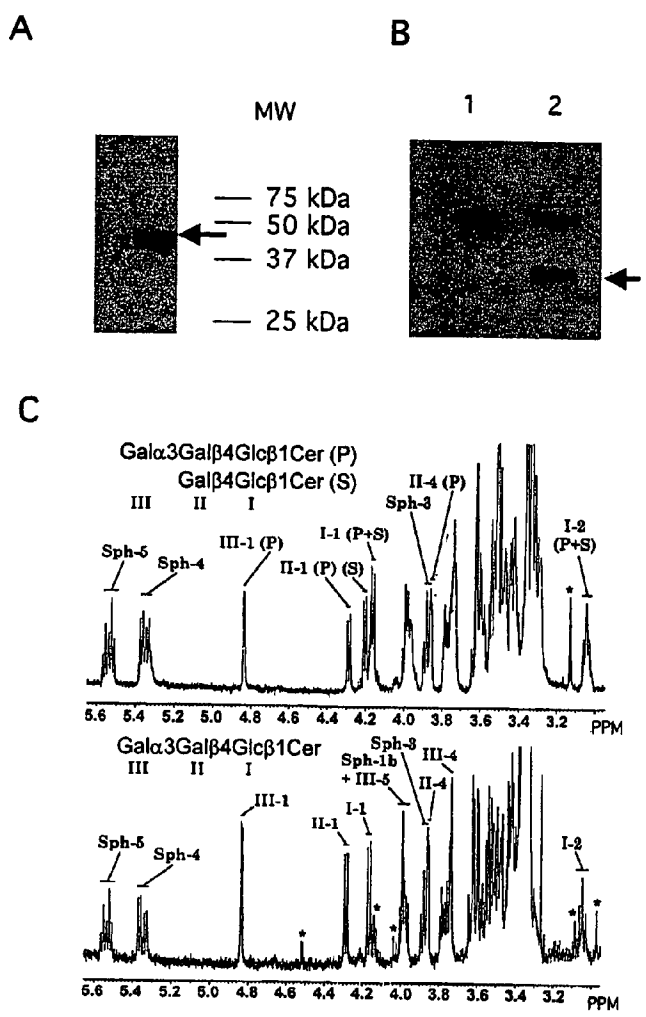 A
B
MW
1 2
75 kDa
50 kDa
37 kDa
25 kDa
C
Galα3Galβ4Glcβ1Cer (P)
Galβ4Glcβ1Cer (S)
III II I
II-4 (P)
Sph-3
I-1 (P+S)
I-2
(P+S)
III-1 (P)
II-1 (P) (S)
Sph-5
Sph-4
*
5.6 5.4 5.2 5.0 4.8 4.6 4.4 4.2 4.0 3.8 3.6 3.4 3.2 PPM
Galα3Galβ4Glcβ1Cer
III II I
Sph-3
III-4
Sph-1b
+ III-5
II-4
III-1
I-1
II-1
I-2
Sph-5
Sph-4
* * * * *
5.6 5.4 5.2 5.0 4.8 4.6 4.4 4.2 4.0 3.8 3.6 3.4 3.2 PPM